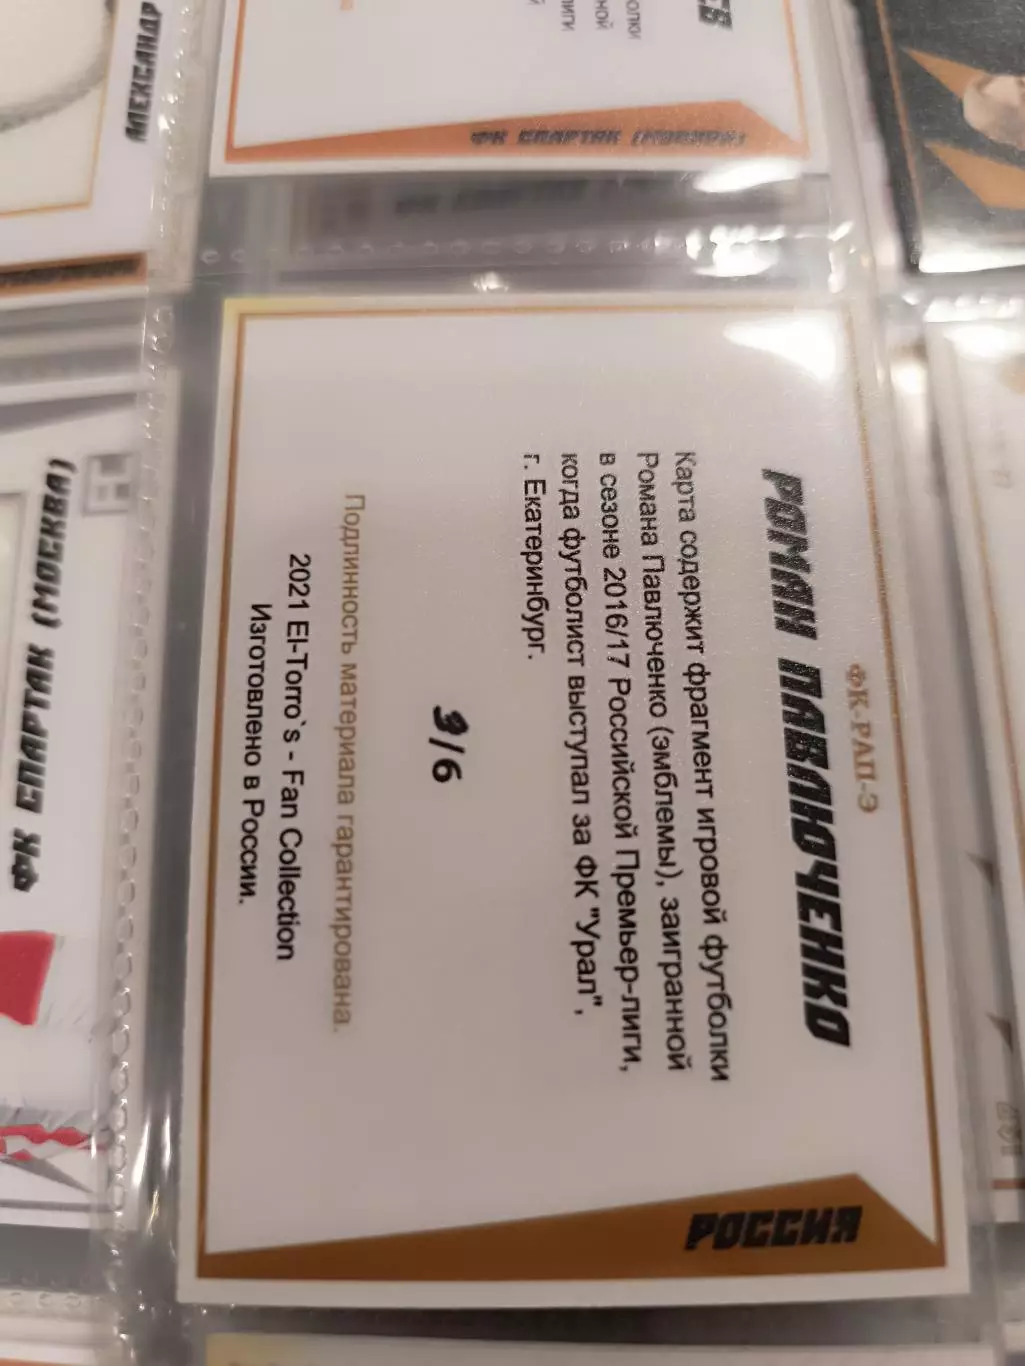 ФК-РАП-Э
РОМАН ПАВЛЮЧЕНКО
Карта содержит фрагмент игровой футболки
Романа Павлюченко (эмблемы), заигранной
в сезоне 2016/17 Российской Премьер-лиги,
когда футболист выступал за ФК "Урал",
г. Екатеринбург.
3/6
Подлинность материала гарантирована.
2021 El-Torro`s - Fan Collection
Изготовлено в России.
РОССИЯ
ФК СПАРТАК (МОСКВА)
ФК СПАРТАК (МОСКВА)